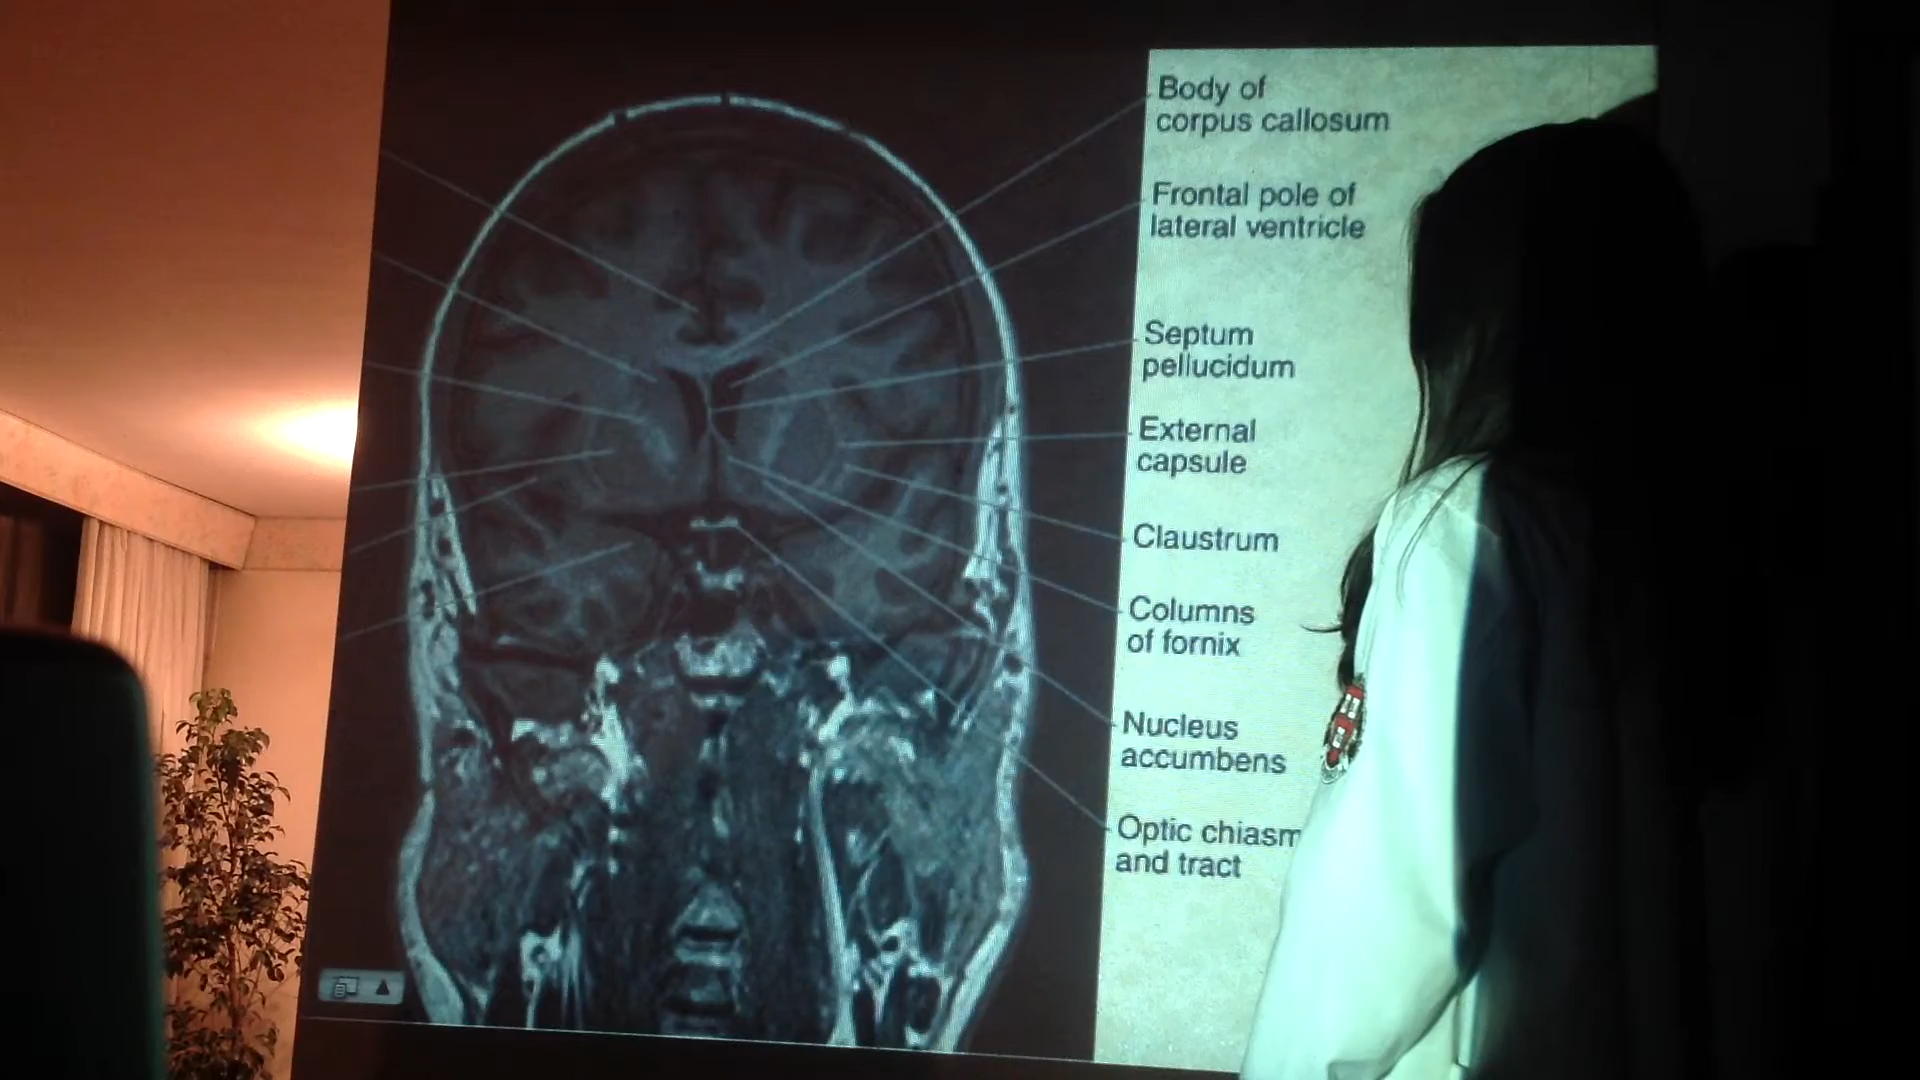 Body of
corpus callosum
Frontal pole of
lateral ventricle
Septum
pellucidum
External
capsule
Claustrum
Columns
of fornix
Nucleus
accumbens
Optic chiasm
and tract